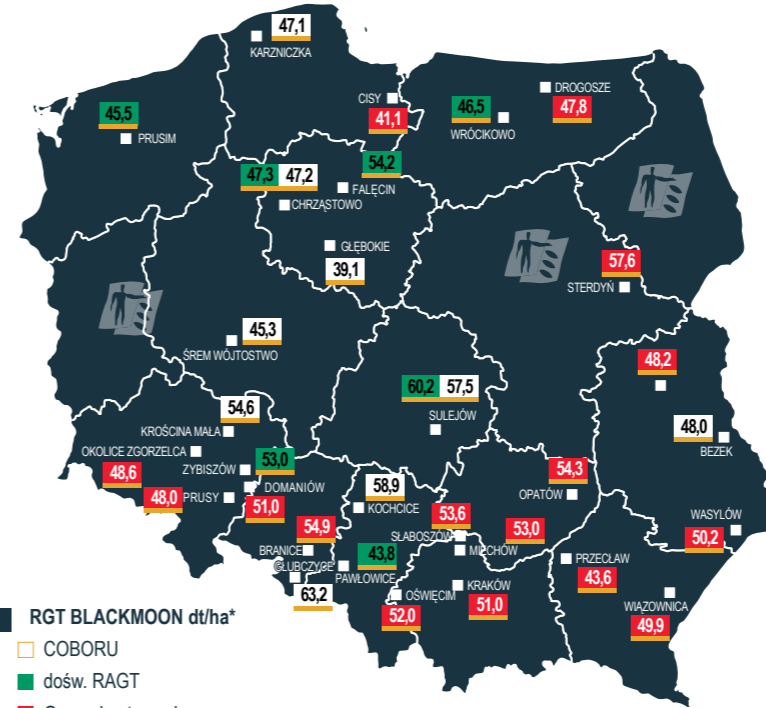 47,1
KARZNICZKA
CISY
41,1
DROGOSZE
47,8
46,5
WRÓCIKOWO
45,5
PRUSIM
54,2
FALĘCIN
47,3 47,2
CHRZĄSTOWO
GŁĘBOKIE
39,1
57,6
STERDYŃ
45,3
ŚREM WÓJTOSTWO
48,2
60,2 57,5
SULEJÓW
48,0
BEZEK
54,6
KROŚCINA MAŁA
OKOLICE ZGORZELCA
48,6
ZYBISZÓW
53,0
DOMANIÓW
48,0
PRUSY
51,0
58,9
KOCHCICE
54,3
OPATÓW
53,6
SŁABOSZÓW
53,0
MIECHÓW
WASYLÓW
50,2
54,9
BRANICE
GŁUBCZYCE
63,2
43,8
PAWŁOWICE
OŚWIĘCIM
52,0
KRAKÓW
51,0
PRZECŁAW
43,6
WIĄZOWNICA
49,9
RGT BLACKMOON dt/ha*
COBORU
dośw. RAGT